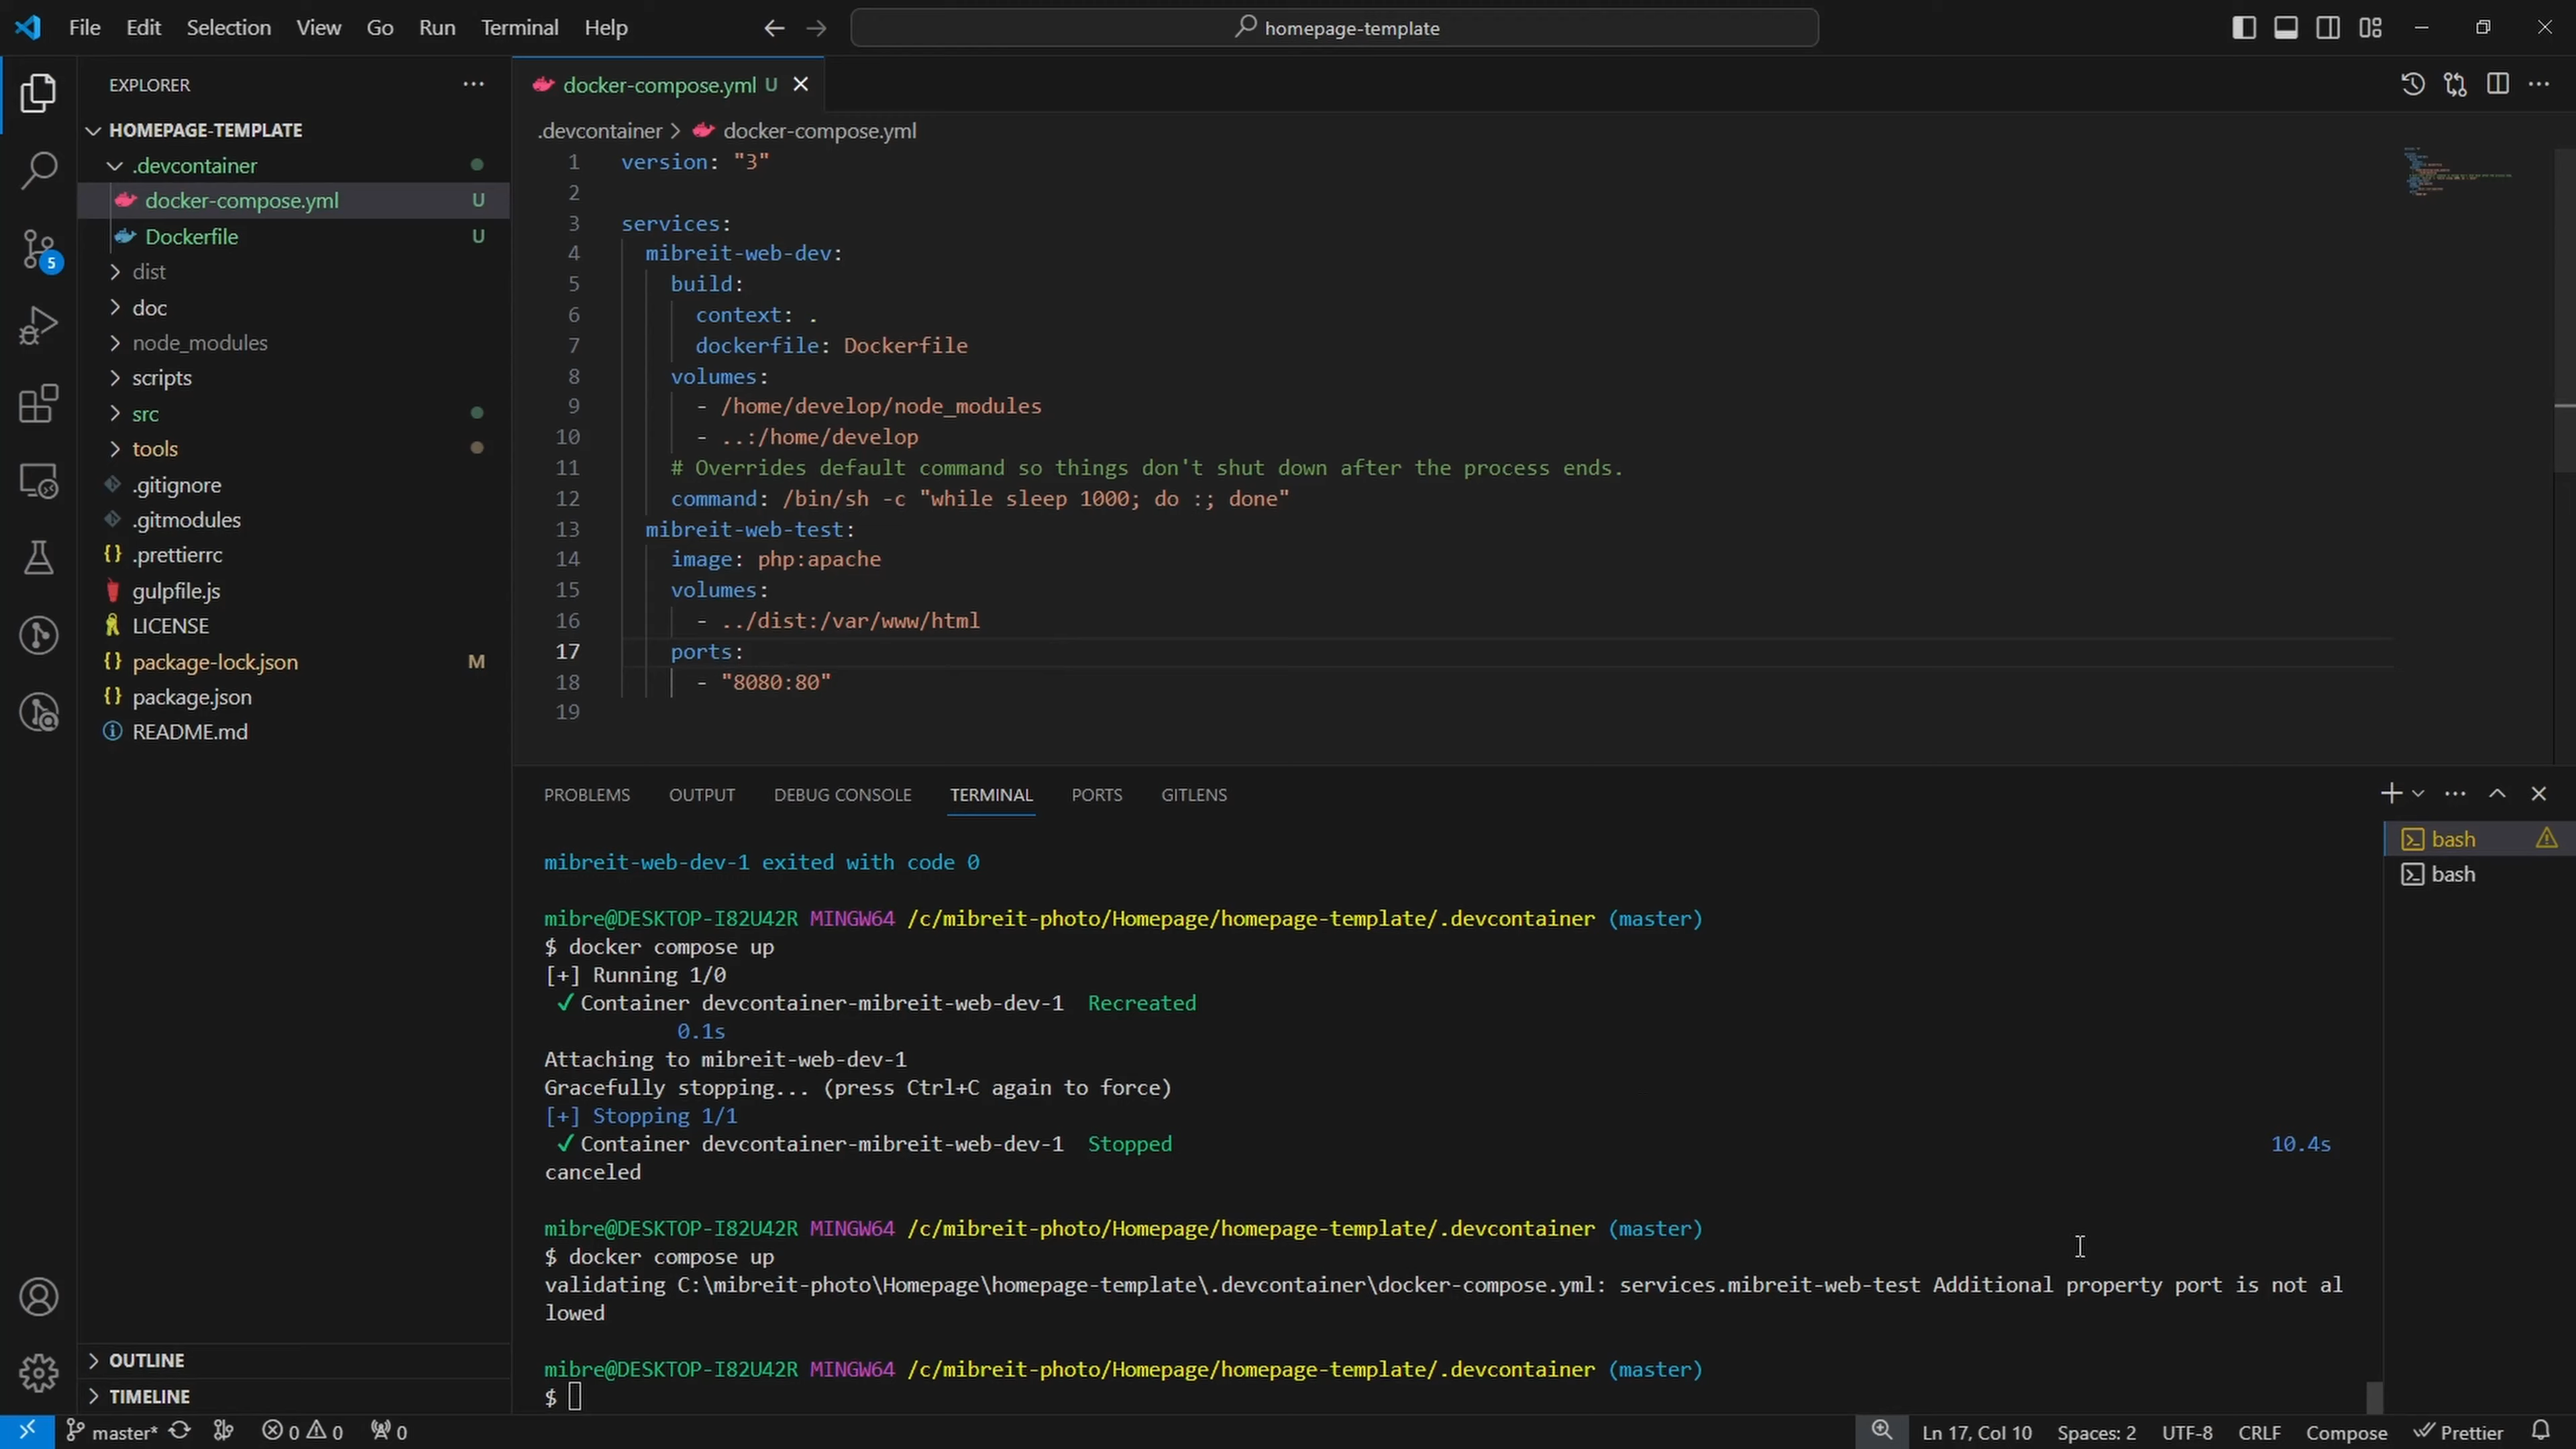 File Edit Selection View Go Run Terminal Help
homepage-template
EXPLORER
HOMEPAGE-TEMPLATE
.devcontainer
docker-compose.yml U
Dockerfile U
dist
doc
node_modules
scripts
src
tools
.gitignore
.gitmodules
.prettierrc
gulpfile.js
LICENSE
package-lock.json M
package.json
README.md
OUTLINE
TIMELINE
5
docker-compose.yml U
.devcontainer > docker-compose.yml
1 version: "3"
2
3 services:
4 mibreit-web-dev:
5 build:
6 context: .
7 dockerfile: Dockerfile
8 volumes:
9 - /home/develop/node_modules
10 - ..:/home/develop
11 # Overrides default command so things don't shut down after the process ends.
12 command: /bin/sh -c "while sleep 1000; do :; done"
13 mibreit-web-test:
14 image: php:apache
15 volumes:
16 - ../dist:/var/www/html
17 ports:
18 - "8080:80"
19
PROBLEMS OUTPUT DEBUG CONSOLE TERMINAL PORTS GITLENS
bash
bash
mibreit-web-dev-1 exited with code 0
mibre@DESKTOP-I82U42R MINGW64 /c/mibreit-photo/Homepage/homepage-template/.devcontainer (master)
$ docker compose up
[+] Running 1/0
✓ Container devcontainer-mibreit-web-dev-1 Recreated
0.1s
Attaching to mibreit-web-dev-1
Gracefully stopping... (press Ctrl+C again to force)
[+] Stopping 1/1
✓ Container devcontainer-mibreit-web-dev-1 Stopped 10.4s
canceled
mibre@DESKTOP-I82U42R MINGW64 /c/mibreit-photo/Homepage/homepage-template/.devcontainer (master)
$ docker compose up
validating C:\mibreit-photo\Homepage\homepage-template\.devcontainer\docker-compose.yml: services.mibreit-web-test Additional property port is not al
lowed
mibre@DESKTOP-I82U42R MINGW64 /c/mibreit-photo/Homepage/homepage-template/.devcontainer (master)
$
master* 0 0 0 Ln 17, Col 10 Spaces: 2 UTF-8 CRLF Compose Prettier